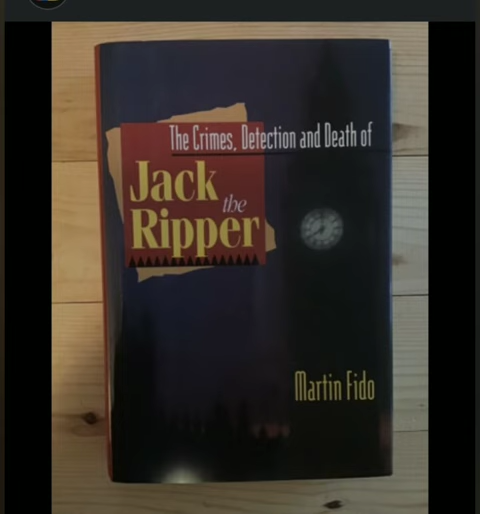 The Crimes, Detection and Death of
Jack
the
Ripper
Martin Fido